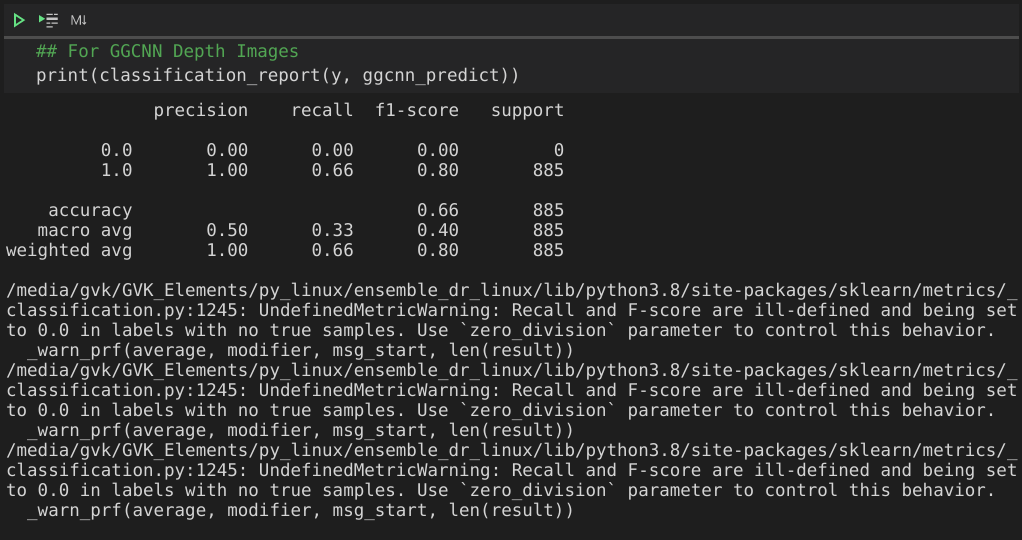 M↓
## For GGCNN Depth Images
print(classification_report(y, ggcnn_predict))
precision recall f1-score support
0.0 0.00 0.00 0.00 0
1.0 1.00 0.66 0.80 885
accuracy 0.66 885
macro avg 0.50 0.33 0.40 885
weighted avg 1.00 0.66 0.80 885
/media/gvk/GVK_Elements/py_linux/ensemble_dr_linux/lib/python3.8/site-packages/sklearn/metrics/_
classification.py:1245: UndefinedMetricWarning: Recall and F-score are ill-defined and being set
to 0.0 in labels with no true samples. Use `zero_division` parameter to control this behavior.
_warn_prf(average, modifier, msg_start, len(result))
/media/gvk/GVK_Elements/py_linux/ensemble_dr_linux/lib/python3.8/site-packages/sklearn/metrics/_
classification.py:1245: UndefinedMetricWarning: Recall and F-score are ill-defined and being set
to 0.0 in labels with no true samples. Use `zero_division` parameter to control this behavior.
_warn_prf(average, modifier, msg_start, len(result))
/media/gvk/GVK_Elements/py_linux/ensemble_dr_linux/lib/python3.8/site-packages/sklearn/metrics/_
classification.py:1245: UndefinedMetricWarning: Recall and F-score are ill-defined and being set
to 0.0 in labels with no true samples. Use `zero_division` parameter to control this behavior.
_warn_prf(average, modifier, msg_start, len(result))